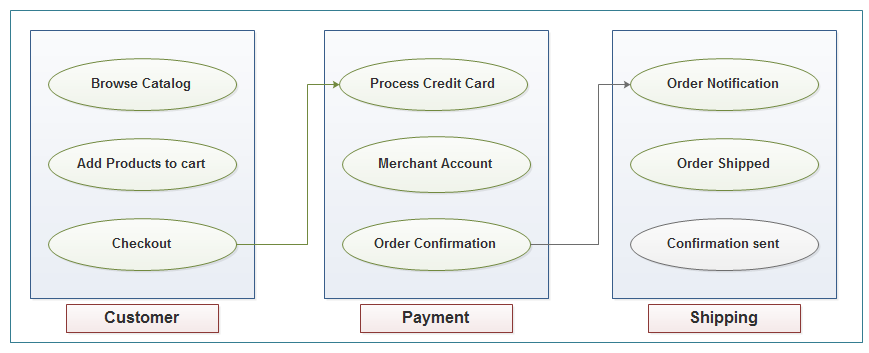 Browse Catalog
Add Products to cart
Checkout
Customer
Process Credit Card
Merchant Account
Order Confirmation
Payment
Order Notification
Order Shipped
Confirmation sent
Shipping